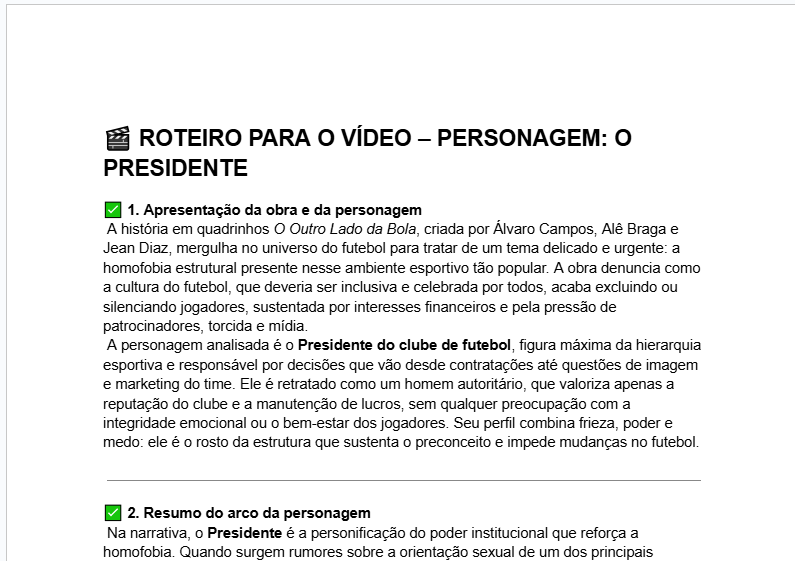 🎬 ROTEIRO PARA O VÍDEO – PERSONAGEM: O
PRESIDENTE
✅ 1. Apresentação da obra e da personagem
A história em quadrinhos O Outro Lado da Bola, criada por Álvaro Campos, Alê Braga e
Jean Diaz, mergulha no universo do futebol para tratar de um tema delicado e urgente: a
homofobia estrutural presente nesse ambiente esportivo tão popular. A obra denuncia como
a cultura do futebol, que deveria ser inclusiva e celebrada por todos, acaba excluindo ou
silenciando jogadores, sustentada por interesses financeiros e pela pressão de
patrocinadores, torcida e mídia.
A personagem analisada é o Presidente do clube de futebol, figura máxima da hierarquia
esportiva e responsável por decisões que vão desde contratações até questões de imagem
e marketing do time. Ele é retratado como um homem autoritário, que valoriza apenas a
reputação do clube e a manutenção de lucros, sem qualquer preocupação com a
integridade emocional ou o bem-estar dos jogadores. Seu perfil combina frieza, poder e
medo: ele é o rosto da estrutura que sustenta o preconceito e impede mudanças no futebol.
✅ 2. Resumo do arco da personagem
Na narrativa, o Presidente é a personificação do poder institucional que reforça a
homofobia. Quando surgem rumores sobre a orientação sexual de um dos principais